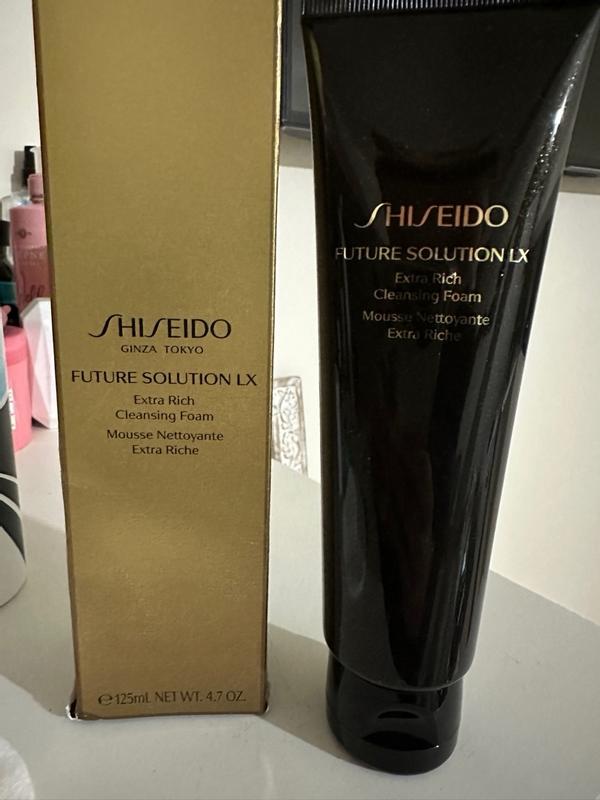 SHISEIDO
GINZA TOKYO
FUTURE SOLUTION LX
Extra Rich
Cleansing Foam
Mousse Nettoyante
Extra Riche
℮125mL NET WT. 4.7 OZ.
SHISEIDO
FUTURE SOLUTION LX
Extra Rich
Cleansing Foam
Mousse Nettoyante
Extra Riche